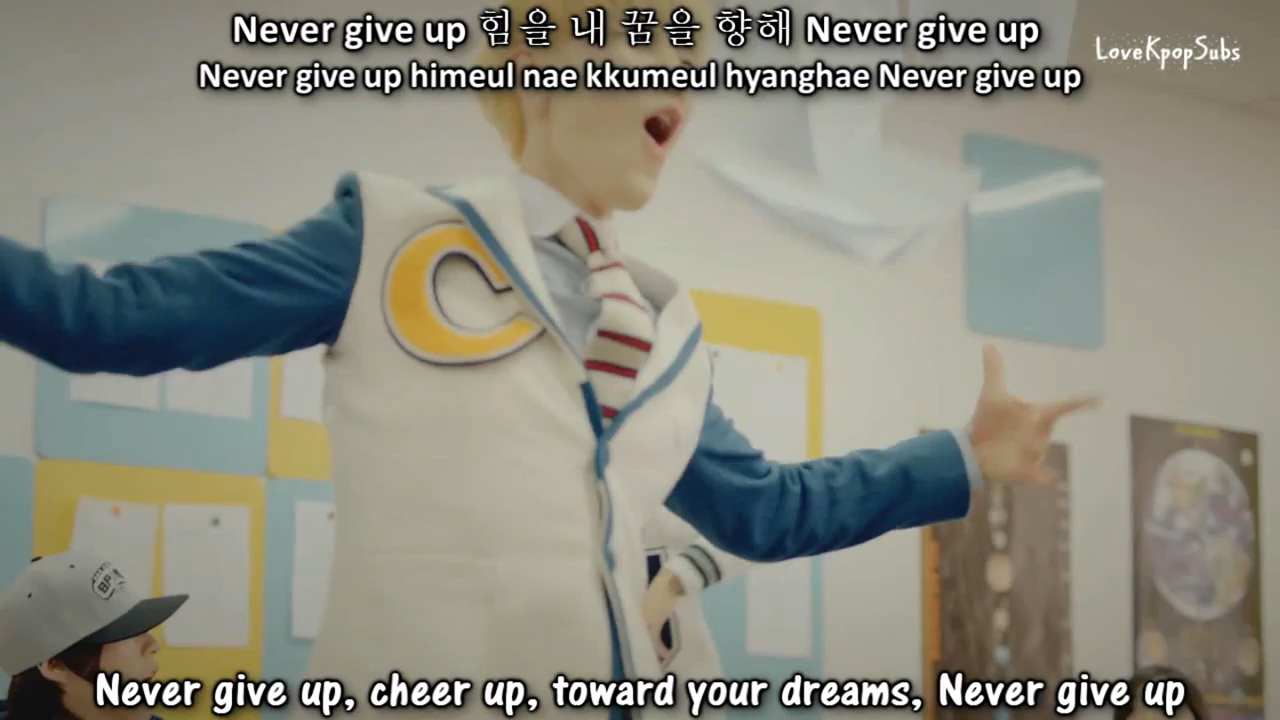 Never give up 힘을 내 꿈을 향해 Never give up
LoveKpopSubs
Never give up himeul nae kkumeul hyanghae Never give up
C
BP
Never give up, cheer up, toward your dreams, Never give up